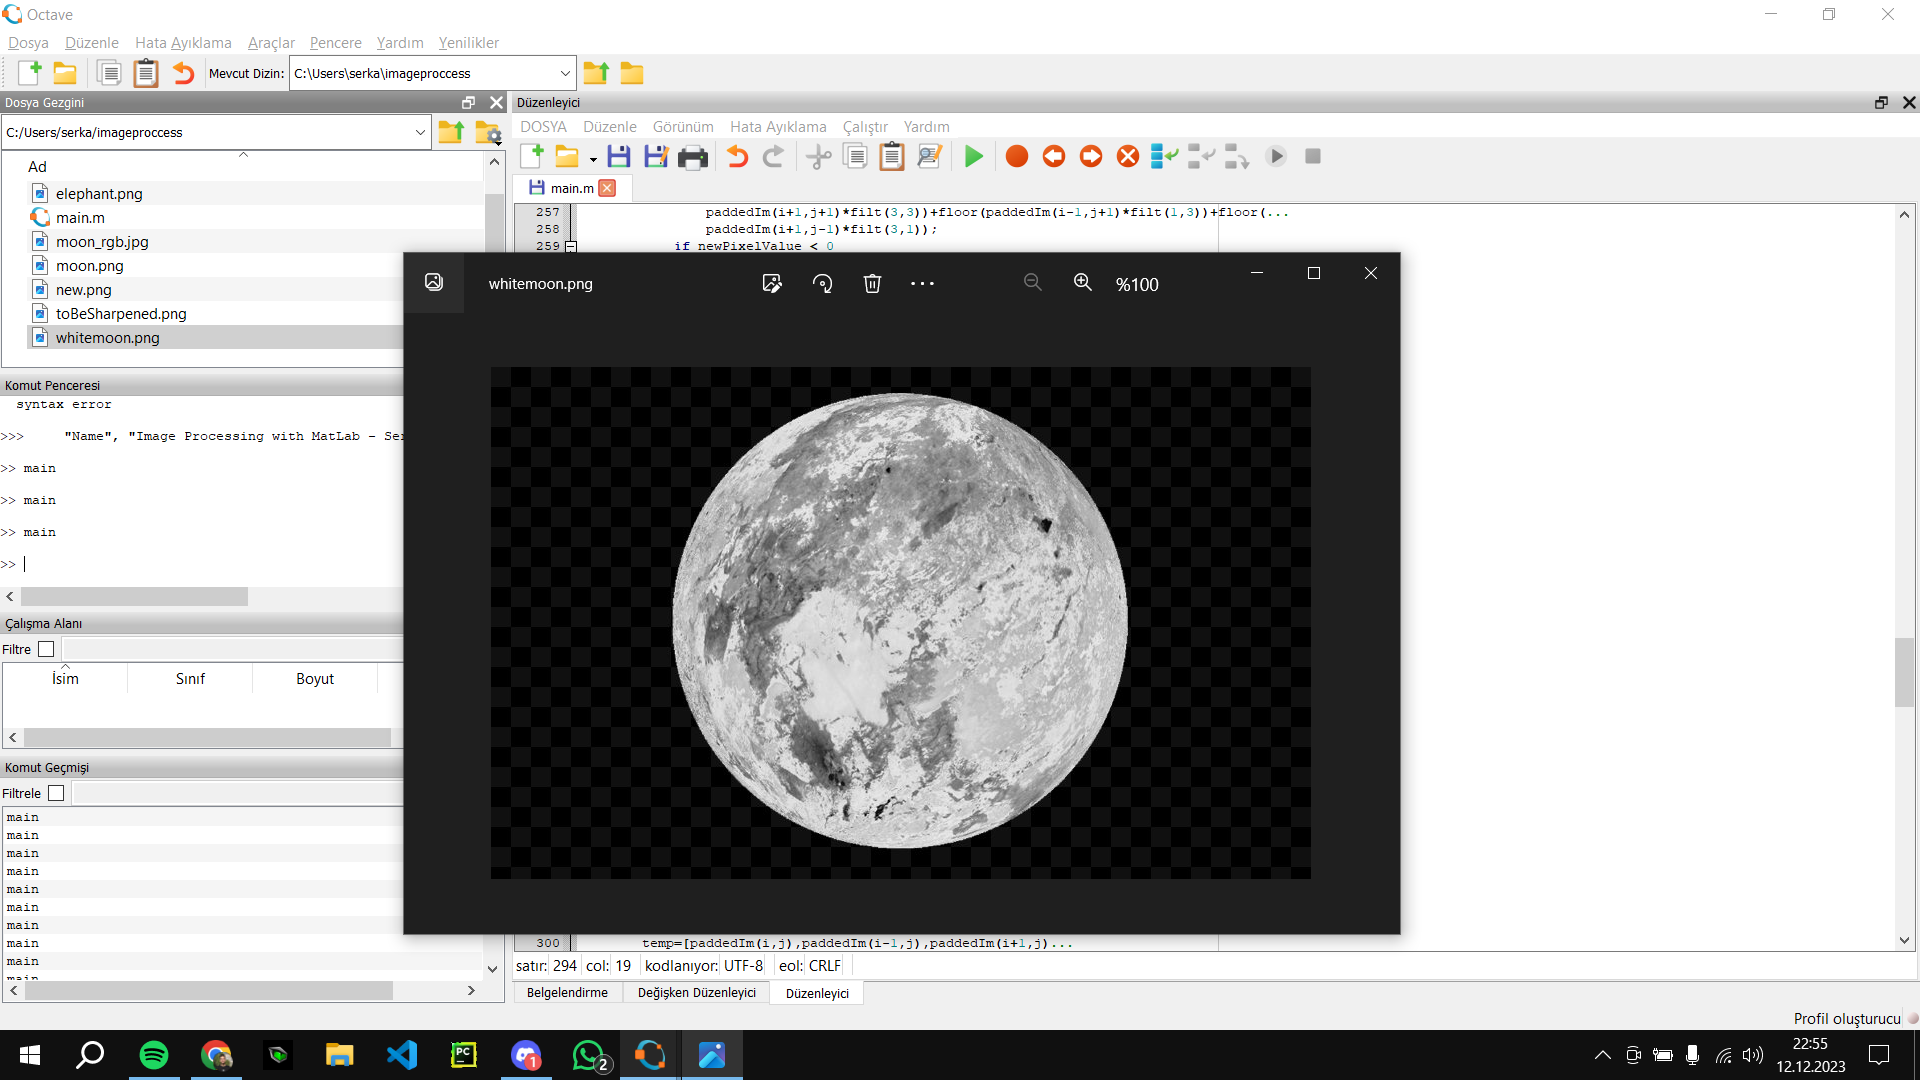 Octave
Dosya Düzenle Hata Ayıklama Araçlar Pencere Yardım Yenilikler
Mevcut Dizin: C:\Users\serka\imageproccess
Dosya Gezgini
C:/Users/serka/imageproccess
Ad
elephant.png
main.m
moon_rgb.jpg
moon.png
new.png
toBeSharpened.png
whitemoon.png
Komut Penceresi
syntax error
>>> "Name", "Image Processing with MatLab - Ser
>> main
>> main
>> main
>>
Çalışma Alanı
Filtre
İsim Sınıf Boyut
Komut Geçmişi
Filtrele
main
main
main
main
main
main
main
main
main
main
Düzenleyici
DOSYA Düzenle Görünüm Hata Ayıklama Çalıştır Yardım
main.m
257 paddedIm(i+1,j+1)*filt(3,3))+floor(paddedIm(i-1,j+1)*filt(1,3))+floor(...
258 paddedIm(i+1,j-1)*filt(3,1));
259 if newPixelValue < 0
whitemoon.png %100
300 temp=[paddedIm(i,j),paddedIm(i-1,j),paddedIm(i+1,j)...
satır: 294 col: 19 kodlanıyor: UTF-8 eol: CRLF
Belgelendirme Değişken Düzenleyici Düzenleyici
Profil oluşturucu
PC
1
2
22:55
12.12.2023